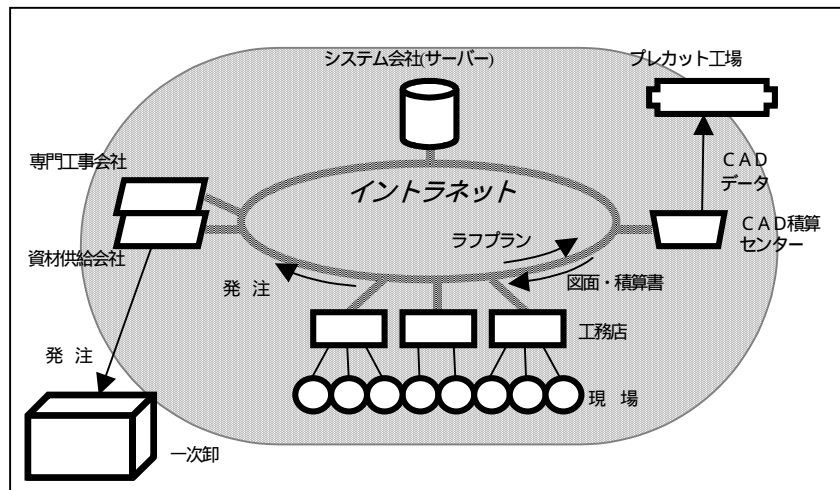 システム会社(サーバー)
プレカット工場
専門工事会社
ＣＡＤ
データ
イントラネット
資材供給会社
ラフプラン
ＣＡＤ積算
センター
発 注
図面・積算書
工務店
発 注
現 場
一次卸